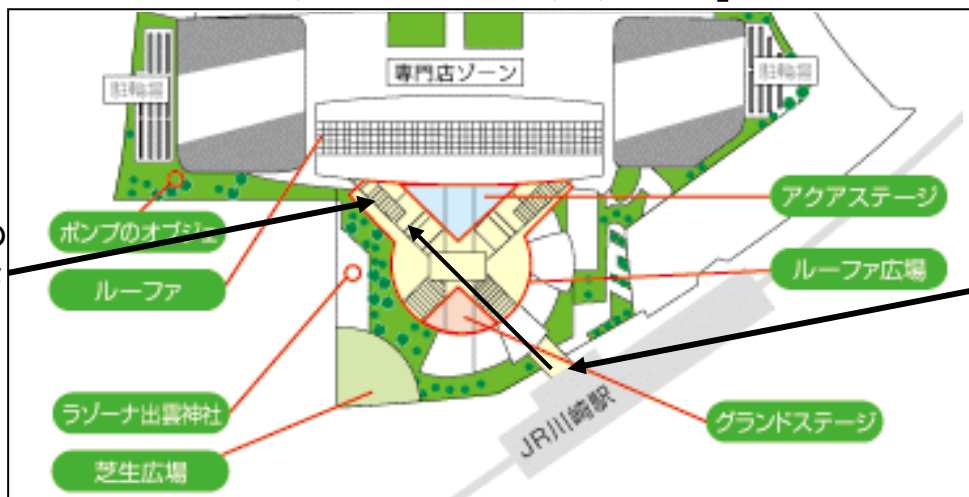 専門店ゾーン
駐輪場
駐輪場
アクアステージ
ポンプのオブジェ
ルーファ広場
ルーファ
ラゾーナ出雲神社
グランドステージ
JR川崎駅
芝生広場